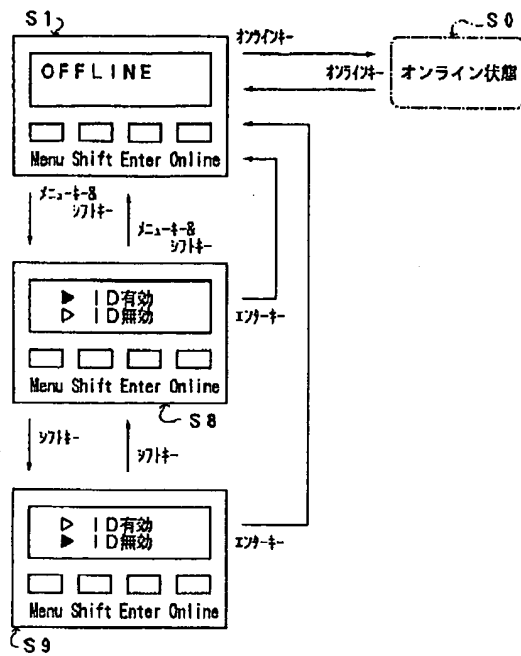 S1
オンラインキー
S0
OFFLINE
オンラインキー
オンライン状態
Menu Shift Enter Online
メニューキー&
シフトキー
メニューキー&
シフトキー
▶ ID有効
▷ ID無効
エンターキー
Menu Shift Enter Online
S8
シフトキー
シフトキー
▷ ID有効
▶ ID無効
エンターキー
Menu Shift Enter Online
S9